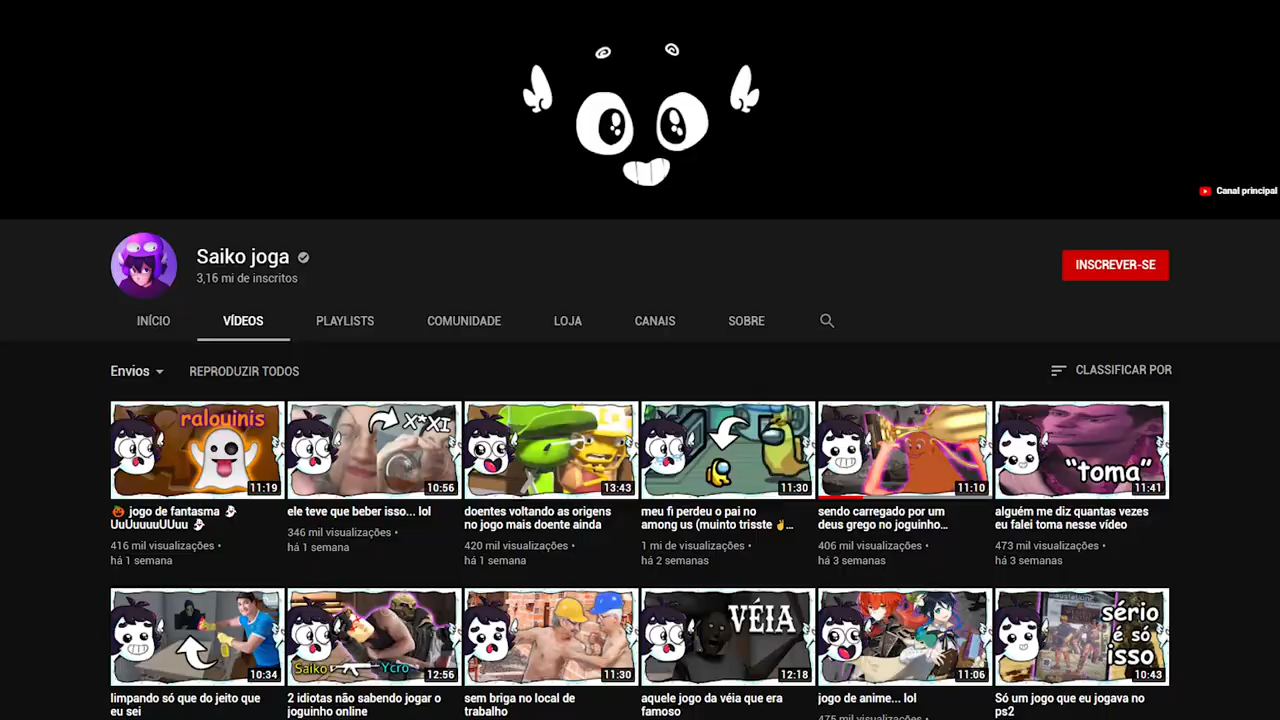 Canal principal
Saiko joga
3,16 mi de inscritos
INSCREVER-SE
INÍCIO VÍDEOS PLAYLISTS COMUNIDADE LOJA CANAIS SOBRE
Envios REPRODUZIR TODOS CLASSIFICAR POR
ralouinis
11:19
X*XI
10:56
13:43
11:30
11:10
"toma"
11:41
🎃 jogo de fantasma 👻
UuUuuuUUuu 👻
416 mil visualizações •
há 1 semana
ele teve que beber isso... lol
346 mil visualizações •
há 1 semana
doentes voltando as origens
no jogo mais doente ainda
420 mil visualizações •
há 1 semana
meu fi perdeu o pai no
among us (muinto trisste ✌...
1 mi de visualizações •
há 2 semanas
sendo carregado por um
deus grego no joguinho...
406 mil visualizações •
há 3 semanas
alguém me diz quantas vezes
eu falei toma nesse vídeo
473 mil visualizações •
há 3 semanas
10:34
Saiko Ycro
12:56
11:30
VÉIA
12:18
11:06
sério
é só
isso
10:43
limpando só que do jeito que
eu sei
2 idiotas não sabendo jogar o
joguinho online
sem briga no local de
trabalho
aquele jogo da véia que era
famoso
jogo de anime... lol
475 mil visualizações •
Só um jogo que eu jogava no
ps2